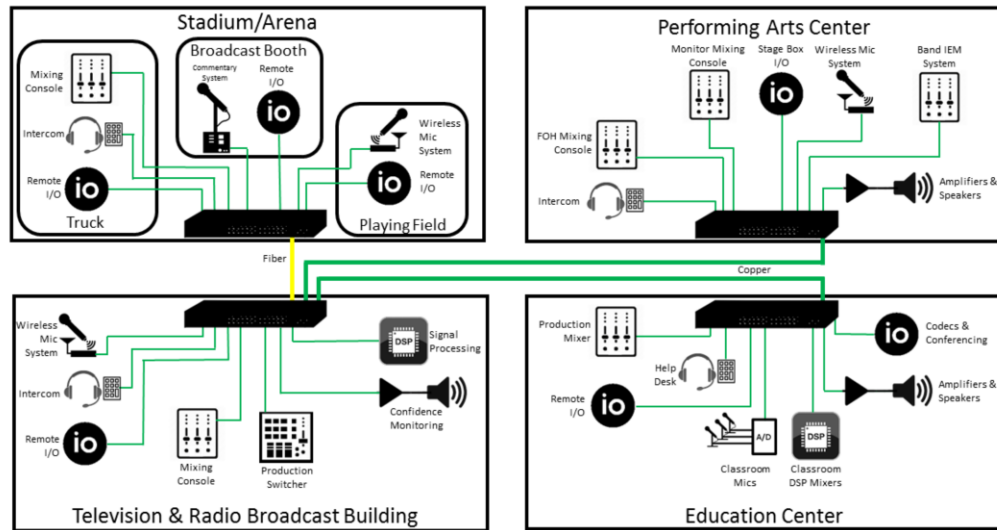 Stadium/Arena
Broadcast Booth
Mixing
Console
Commentary
System
Remote
I/O
io
Intercom
Wireless
Mic
System
Remote
I/O
io
Remote
I/O
io
Truck
Playing Field
Performing Arts Center
Monitor Mixing
Console
Stage Box
I/O
io
Wireless Mic
System
Band IEM
System
FOH Mixing
Console
Intercom
Amplifiers &
Speakers
Fiber
Copper
Wireless
Mic
System
DSP
Signal
Processing
Intercom
Confidence
Monitoring
Remote
I/O
io
Mixing
Console
Production
Switcher
Television & Radio Broadcast Building
Production
Mixer
io
Codecs &
Conferencing
Help
Desk
Remote
I/O
io
Amplifiers &
Speakers
A/D
DSP
Classroom
Mics
Classroom
DSP Mixers
Education Center